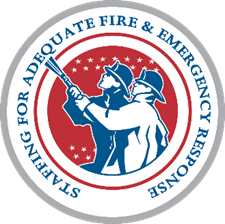 STAFFING FOR ADEQUATE FIRE & EMERGENCY RESPONSE